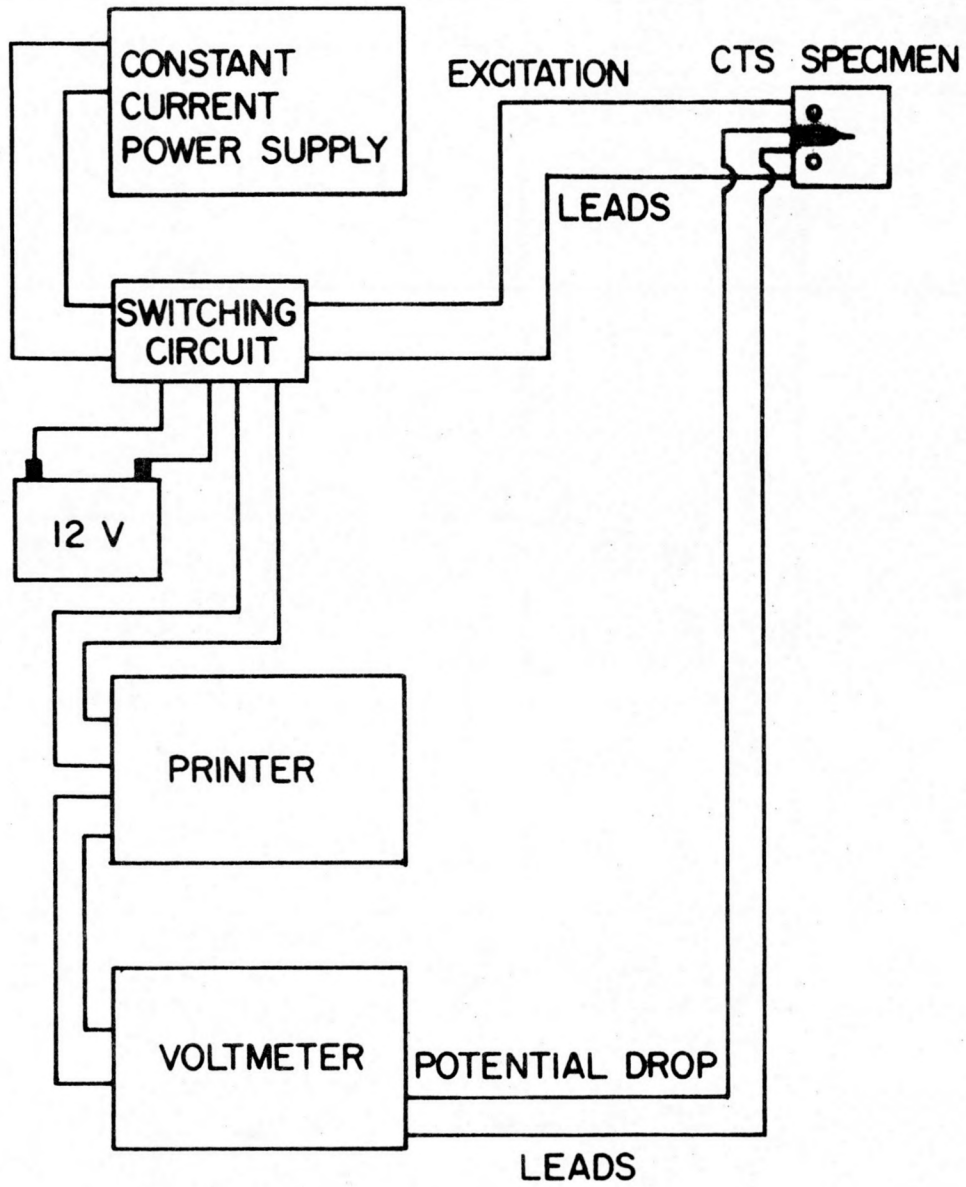 CONSTANT
CURRENT
POWER SUPPLY
EXCITATION
CTS SPECIMEN
LEADS
SWITCHING
CIRCUIT
12 V
PRINTER
VOLTMETER
POTENTIAL DROP
LEADS